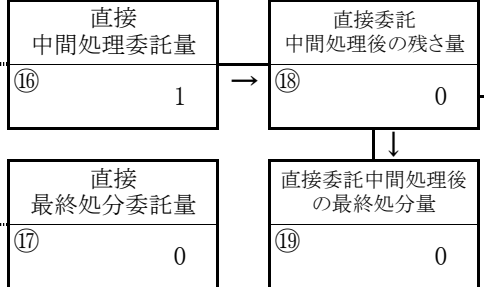 直接
中間処理委託量
⑯
1
→
直接委託
中間処理後の残さ量
⑱
0
↓
直接
最終処分委託量
⑰
0
直接委託中間処理後
の最終処分量
⑲
0